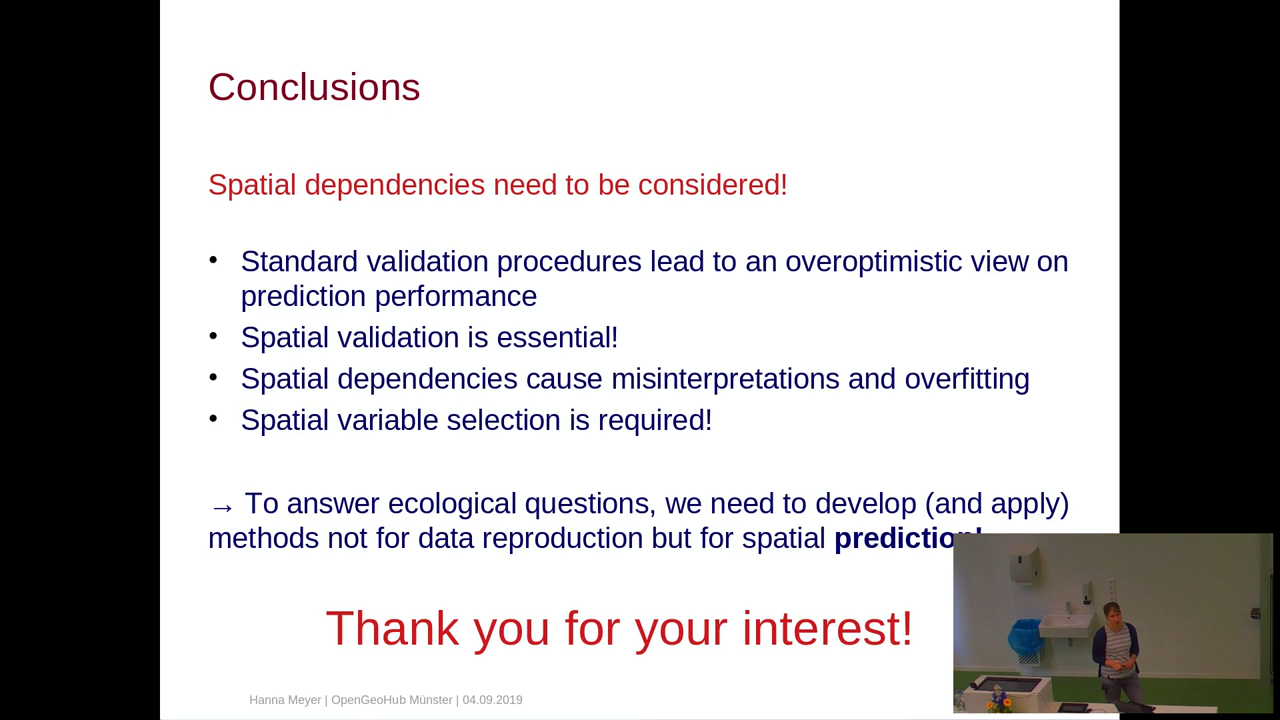 Conclusions
Spatial dependencies need to be considered!
• Standard validation procedures lead to an overoptimistic view on
prediction performance
• Spatial validation is essential!
• Spatial dependencies cause misinterpretations and overfitting
• Spatial variable selection is required!
→ To answer ecological questions, we need to develop (and apply)
methods not for data reproduction but for spatial prediction!
Thank you for your interest!
Hanna Meyer | OpenGeoHub Münster | 04.09.2019